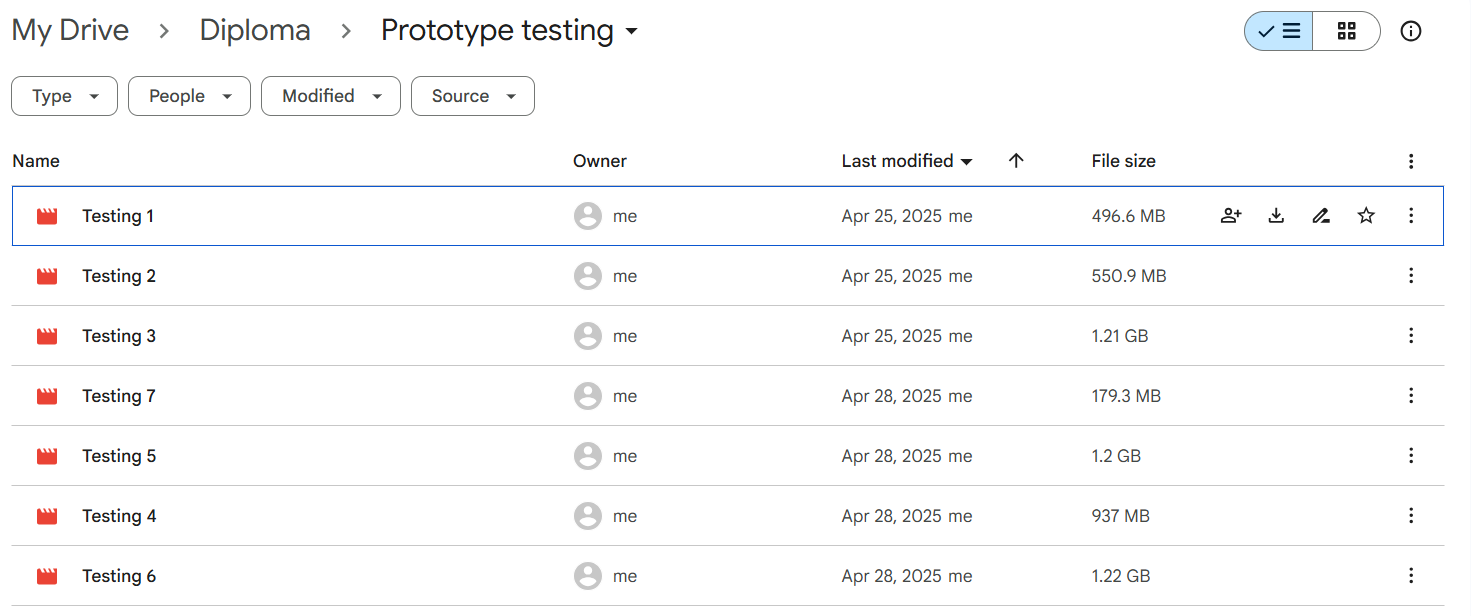 My Drive > Diploma > Prototype testing
Type People Modified Source
Name Owner Last modified File size
Testing 1 me Apr 25, 2025 me 496.6 MB
Testing 2 me Apr 25, 2025 me 550.9 MB
Testing 3 me Apr 25, 2025 me 1.21 GB
Testing 7 me Apr 28, 2025 me 179.3 MB
Testing 5 me Apr 28, 2025 me 1.2 GB
Testing 4 me Apr 28, 2025 me 937 MB
Testing 6 me Apr 28, 2025 me 1.22 GB